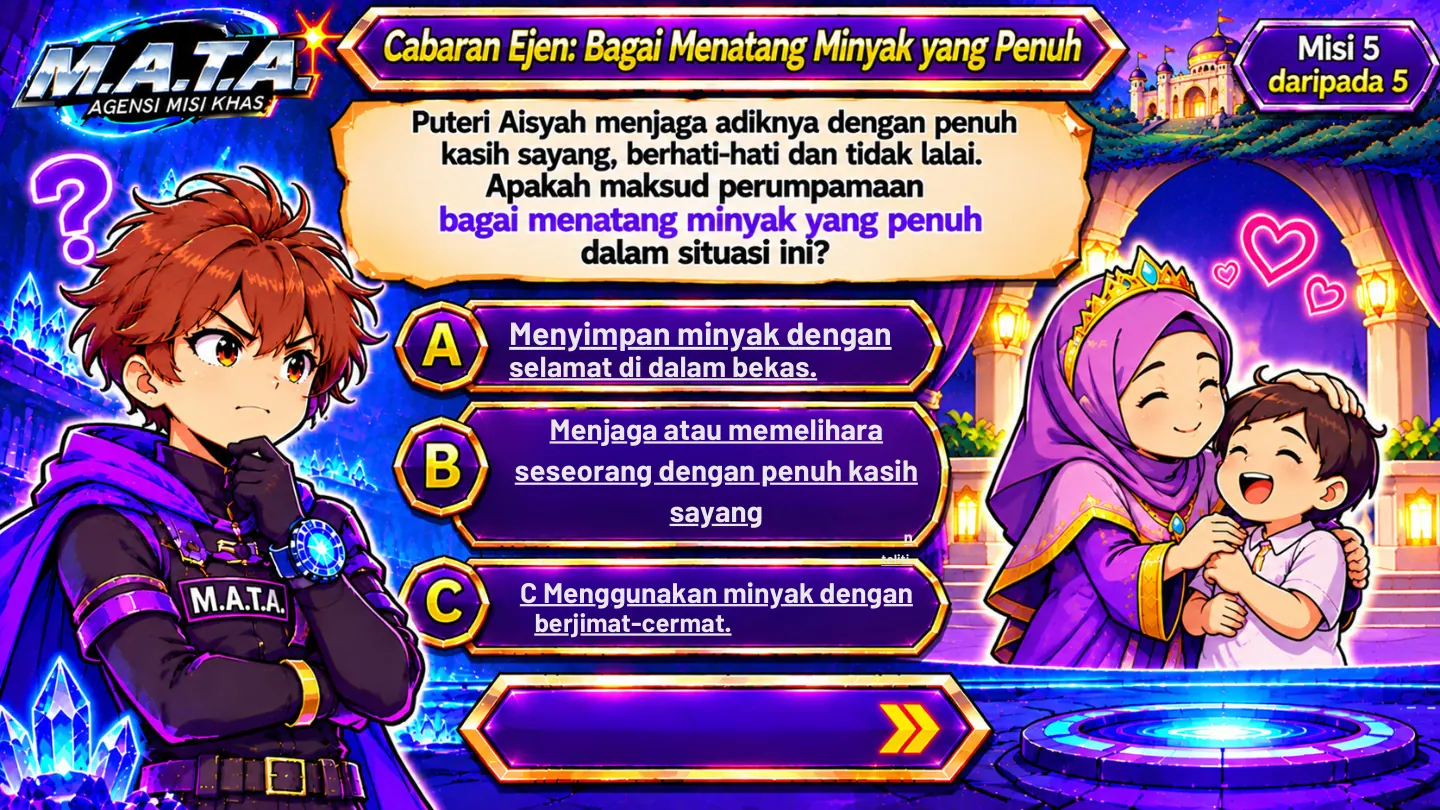 M.A.T.A.
AGENSI MISI KHAS
Cabaran Ejen: Bagai Menatang Minyak yang Penuh
Misi 5
daripada 5
Puteri Aisyah menjaga adiknya dengan penuh
kasih sayang, berhati-hati dan tidak lalai.
Apakah maksud perumpamaan
bagai menatang minyak yang penuh
dalam situasi ini?
?
A
Menyimpan minyak dengan
selamat di dalam bekas.
B
Menjaga atau memelihara
seseorang dengan penuh kasih
sayang
n
teliti.
C
C Menggunakan minyak dengan
berjimat-cermat.
M.A.T.A.